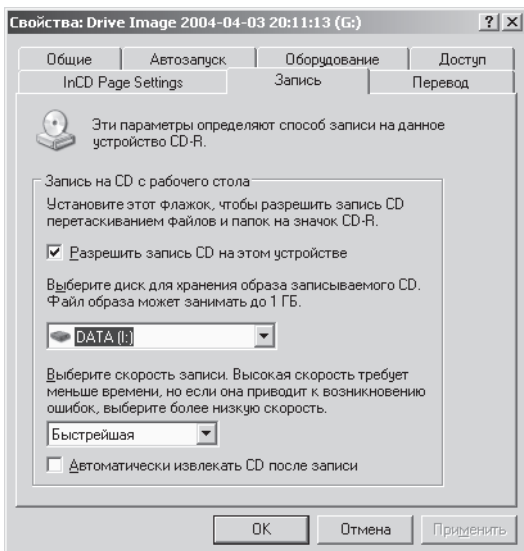 Свойства: Drive Image 2004-04-03 20:11:13 (G:)
Общие
Автозапуск
Оборудование
Доступ
InCD Page Settings
Запись
Перевод
Эти параметры определяют способ записи на данное
устройство CD-R.
Запись на CD с рабочего стола
Установите этот флажок, чтобы разрешить запись CD
перетаскиванием файлов и папок на значок CD-R.
Разрешить запись CD на этом устройстве
Выберите диск для хранения образа записываемого CD.
Файл образа может занимать до 1 ГБ.
DATA (I:)
Выберите скорость записи. Высокая скорость требует
меньше времени, но если она приводит к возникновению
ошибок, выберите более низкую скорость.
Быстрейшая
Автоматически извлекать CD после записи
OK
Отмена
Применить